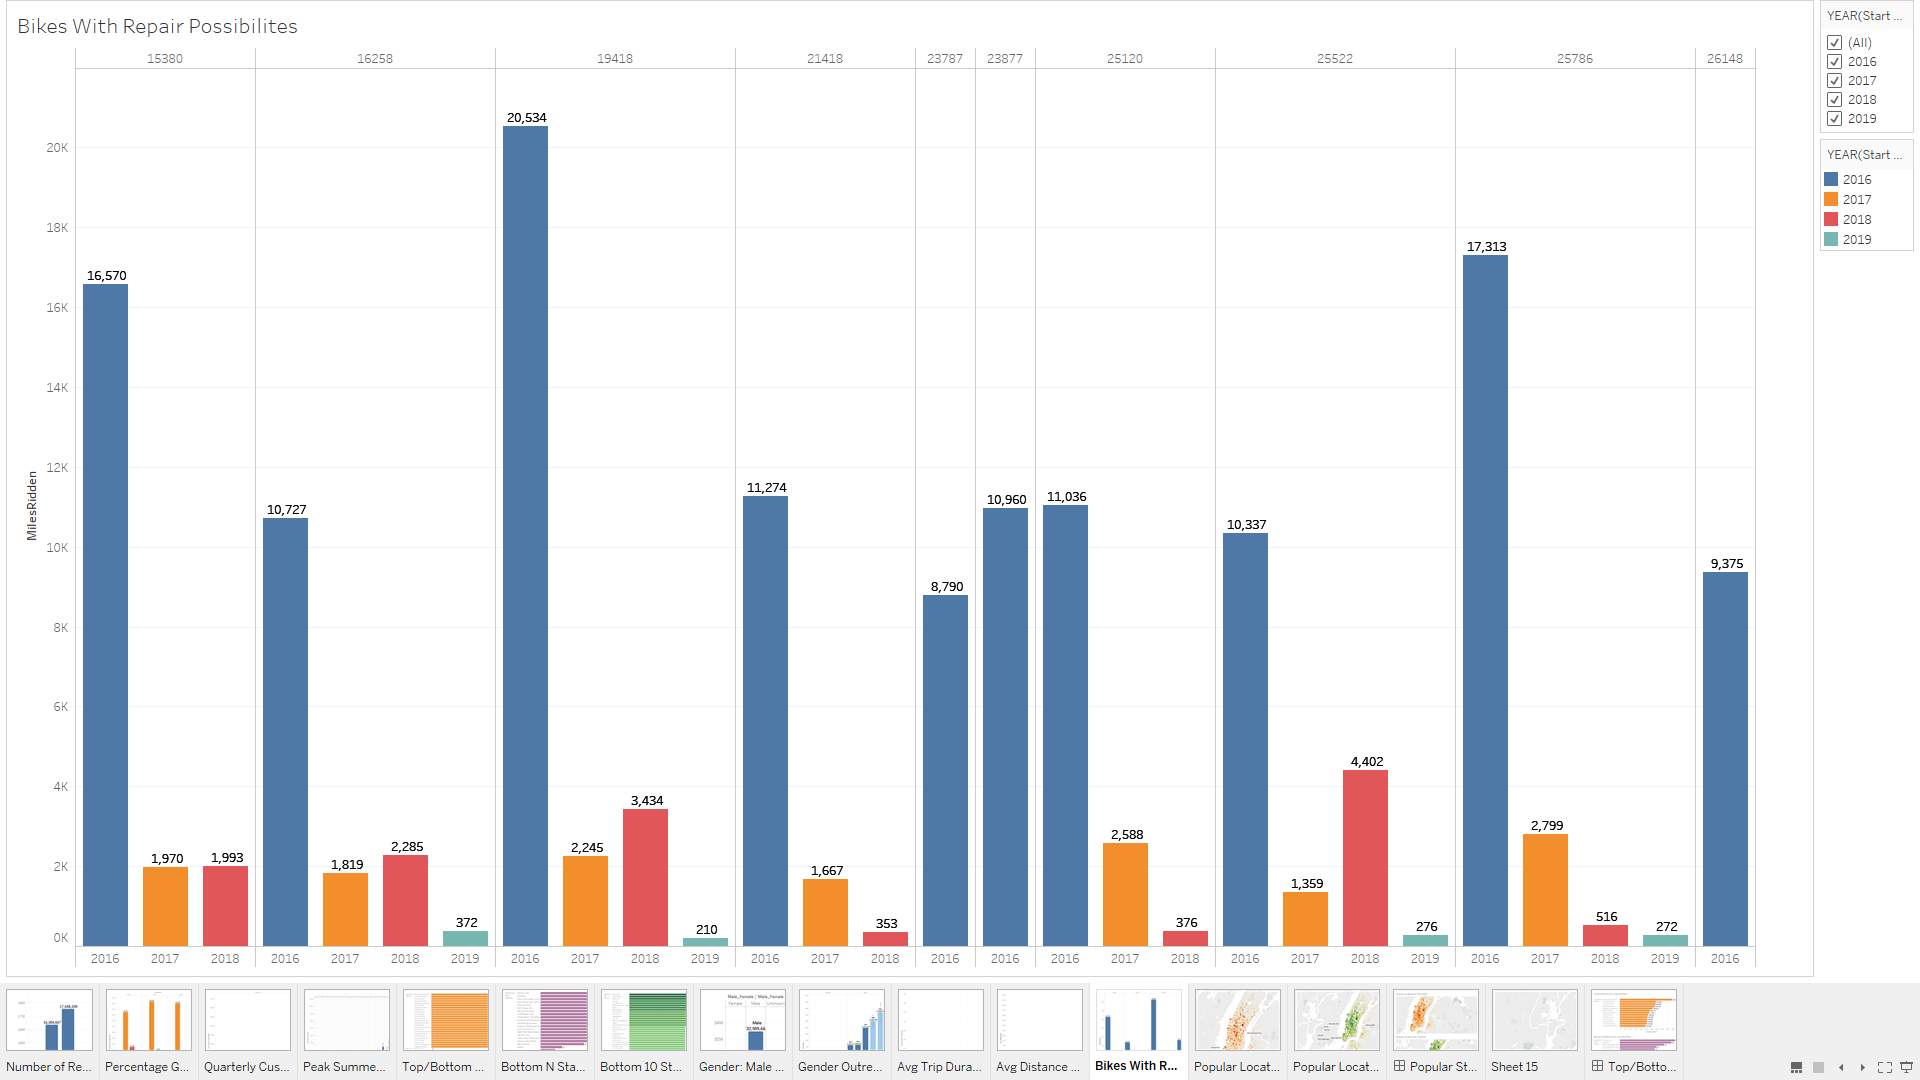 Bikes With Repair Possibilites
15380 16258 19418 21418 23787 23877 25120 25522 25786 26148
MilesRidden
20K
18K
16K
14K
12K
10K
8K
6K
4K
2K
0K
16,570 1,970 1,993
10,727 1,819 2,285 372
20,534 2,245 3,434 210
11,274 1,667 353
8,790
10,960
11,036 2,588 376
10,337 1,359 4,402 276
17,313 2,799 516 272
9,375
2016 2017 2018 2016 2017 2018 2019 2016 2017 2018 2019 2016 2017 2018 2016 2016 2016 2017 2018 2016 2017 2018 2019 2016 2017 2018 2019 2016
YEAR(Start ...
(All)
2016
2017
2018
2019
YEAR(Start ...
2016
2017
2018
2019
Number of Re... Percentage G... Quarterly Cus... Peak Summe... Top/Bottom ... Bottom N Sta... Bottom 10 St... Gender: Male ... Gender Outre... Avg Trip Dura... Avg Distance ... Bikes With R... Popular Locat... Popular Locat... Popular St... Sheet 15 Top/Botto...